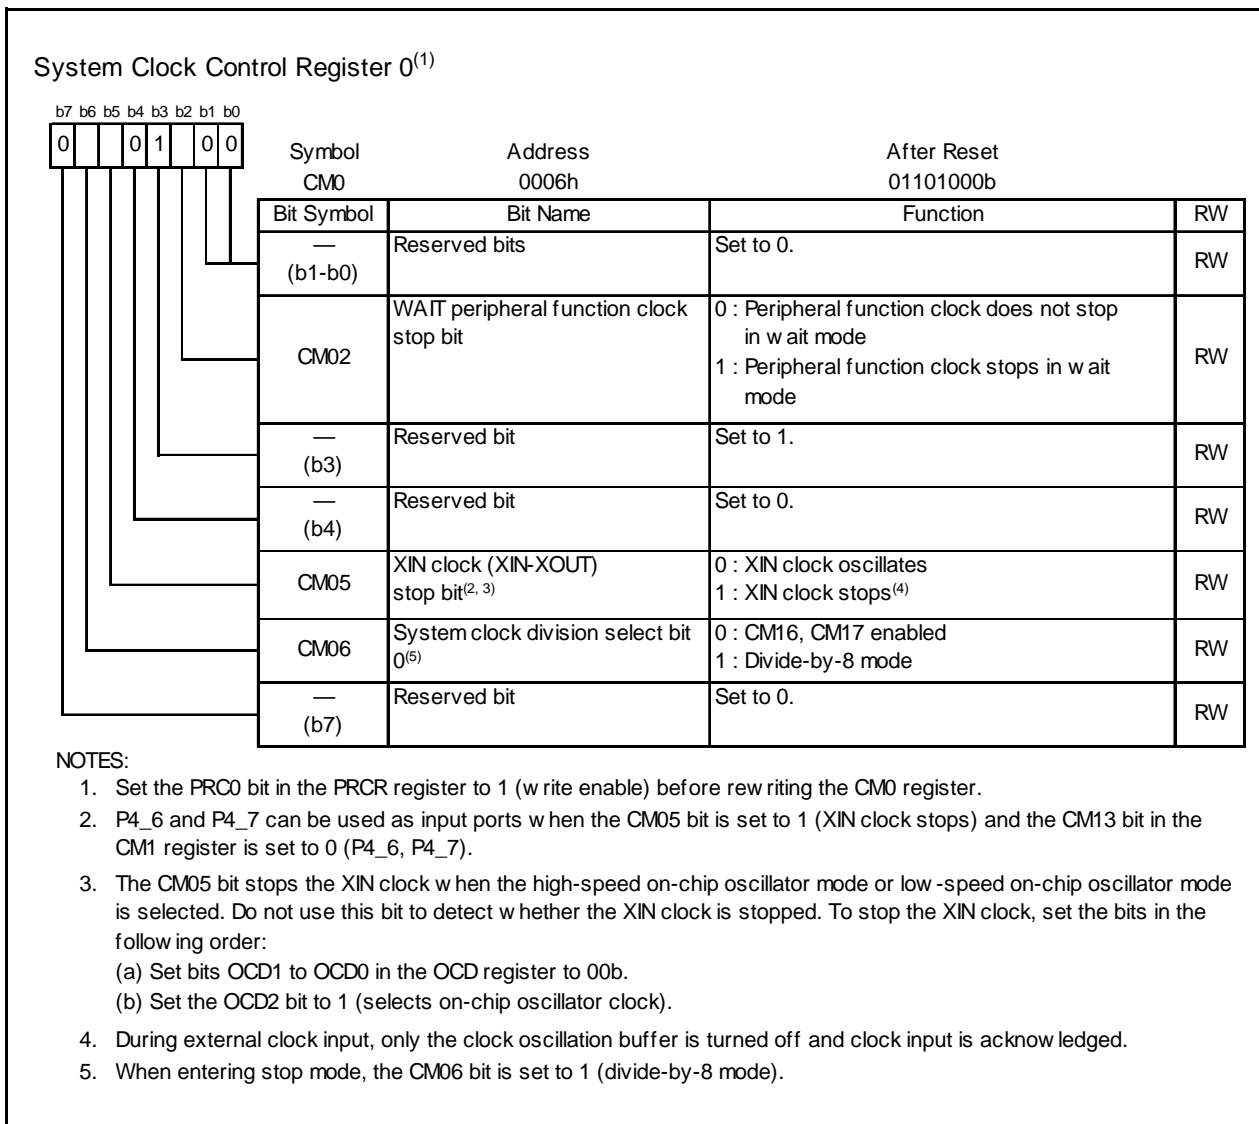 System Clock Control Register 0(1)
b7 b6 b5 b4 b3 b2 b1 b0
0 0 1 0 0
Symbol Address After Reset
CM0 0006h 01101000b
Bit Symbol Bit Name Function RW
— (b1-b0) Reserved bits Set to 0. RW
CM02 WAIT peripheral function clock stop bit 0 : Peripheral function clock does not stop in wait mode RW
1 : Peripheral function clock stops in wait mode
— (b3) Reserved bit Set to 1. RW
— (b4) Reserved bit Set to 0. RW
CM05 XIN clock (XIN-XOUT) stop bit(2, 3) 0 : XIN clock oscillates RW
1 : XIN clock stops(4)
CM06 System clock division select bit 0(5) 0 : CM16, CM17 enabled RW
1 : Divide-by-8 mode
— (b7) Reserved bit Set to 0. RW
NOTES:
1. Set the PRC0 bit in the PRCR register to 1 (write enable) before rewriting the CM0 register.
2. P4_6 and P4_7 can be used as input ports when the CM05 bit is set to 1 (XIN clock stops) and the CM13 bit in the
CM1 register is set to 0 (P4_6, P4_7).
3. The CM05 bit stops the XIN clock when the high-speed on-chip oscillator mode or low-speed on-chip oscillator mode
is selected. Do not use this bit to detect whether the XIN clock is stopped. To stop the XIN clock, set the bits in the
following order:
(a) Set bits OCD1 to OCD0 in the OCD register to 00b.
(b) Set the OCD2 bit to 1 (selects on-chip oscillator clock).
4. During external clock input, only the clock oscillation buffer is turned off and clock input is acknowledged.
5. When entering stop mode, the CM06 bit is set to 1 (divide-by-8 mode).